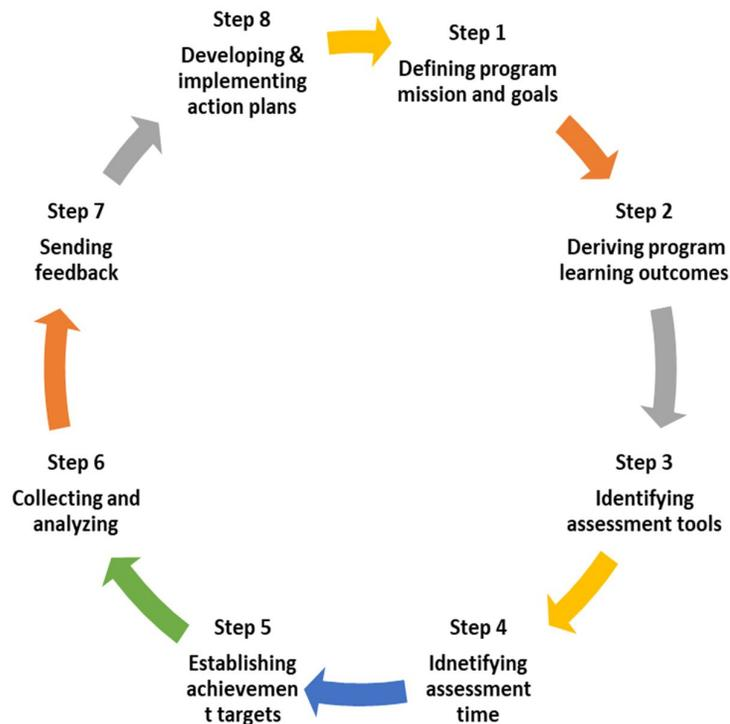 Step 1
Defining program
mission and goals
Step 2
Deriving program
learning outcomes
Step 3
Identifying
assessment tools
Step 4
Idnetifying
assessment
time
Step 5
Establishing
achievemen
t targets
Step 6
Collecting and
analyzing
Step 7
Sending
feedback
Step 8
Developing &
implementing
action plans